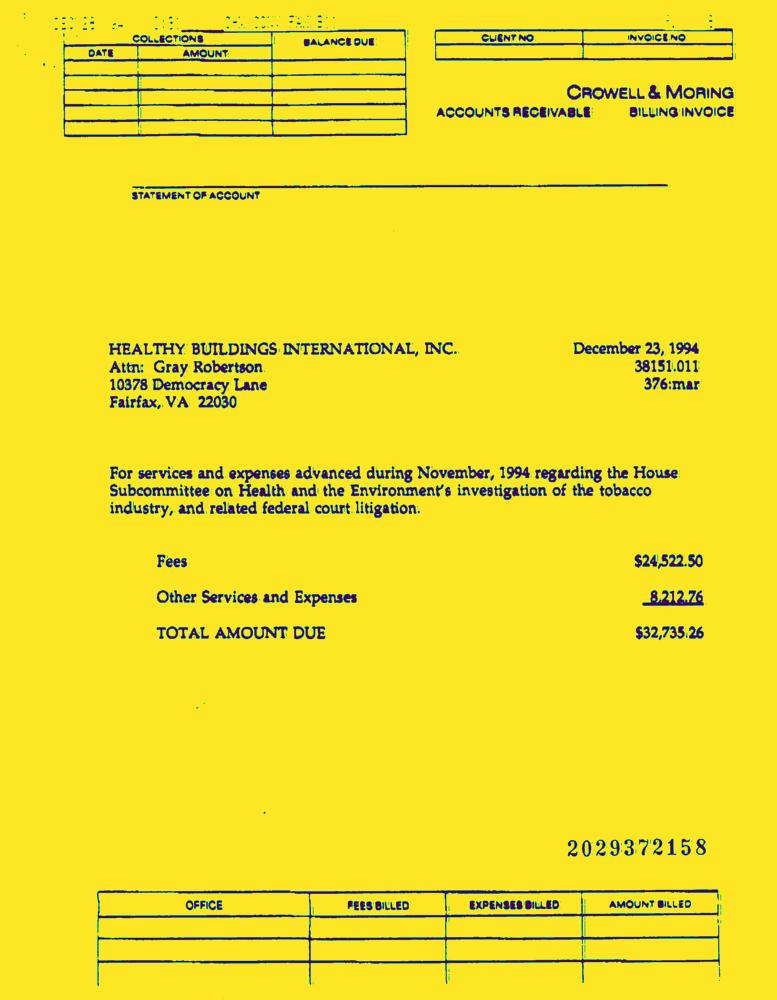 COLLECTIONS
BALANCE DUE
CLIENT NO
INVOICE NO
DATE
AMOUNT
CROWELL & MORING
ACCOUNTS RECEIVABLE BILLING INVOICE
STATEMENT OF ACCOUNT
HEALTHY BUILDINGS INTERNATIONAL, INC. December 23, 1994
Attn: Gray Robertson 38151.011
10378 Democracy Lane 376:mar
Fairfax, VA 22030
For services and expenses advanced during November, 1994 regarding the House
Subcommittee on Health and the Environment's investigation of the tobacco
industry, and related federal court litigation.
Fees $24,522.50
Other Services and Expenses 8,212.76
TOTAL AMOUNT DUE $32,735.26
2029372158
OFFICE FEES BILLED EXPENSES BILLED AMOUNT BILLED